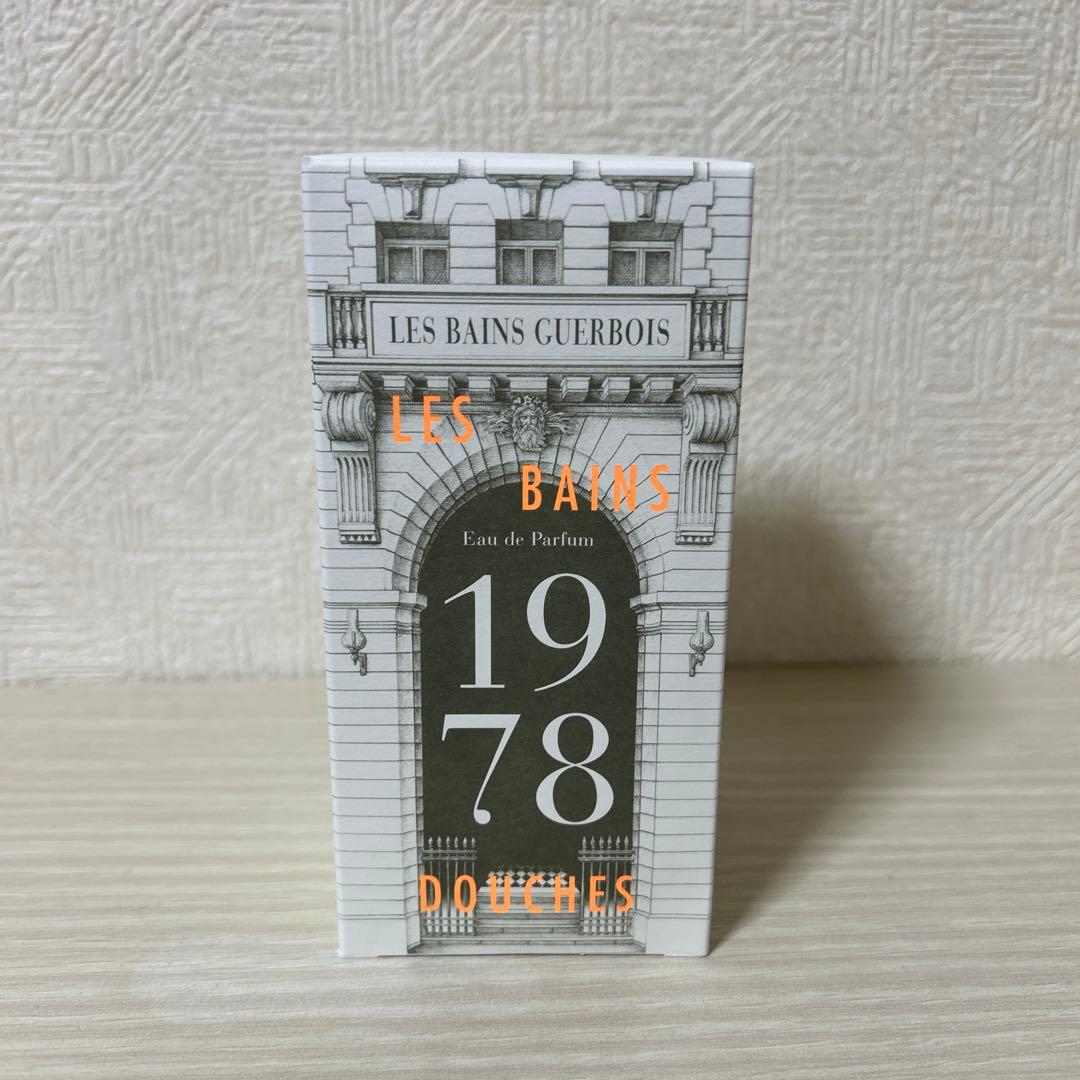 LES BAINS GUERBOIS
LES
BAINS
Eau de Parfum
19
78
DOUCHES